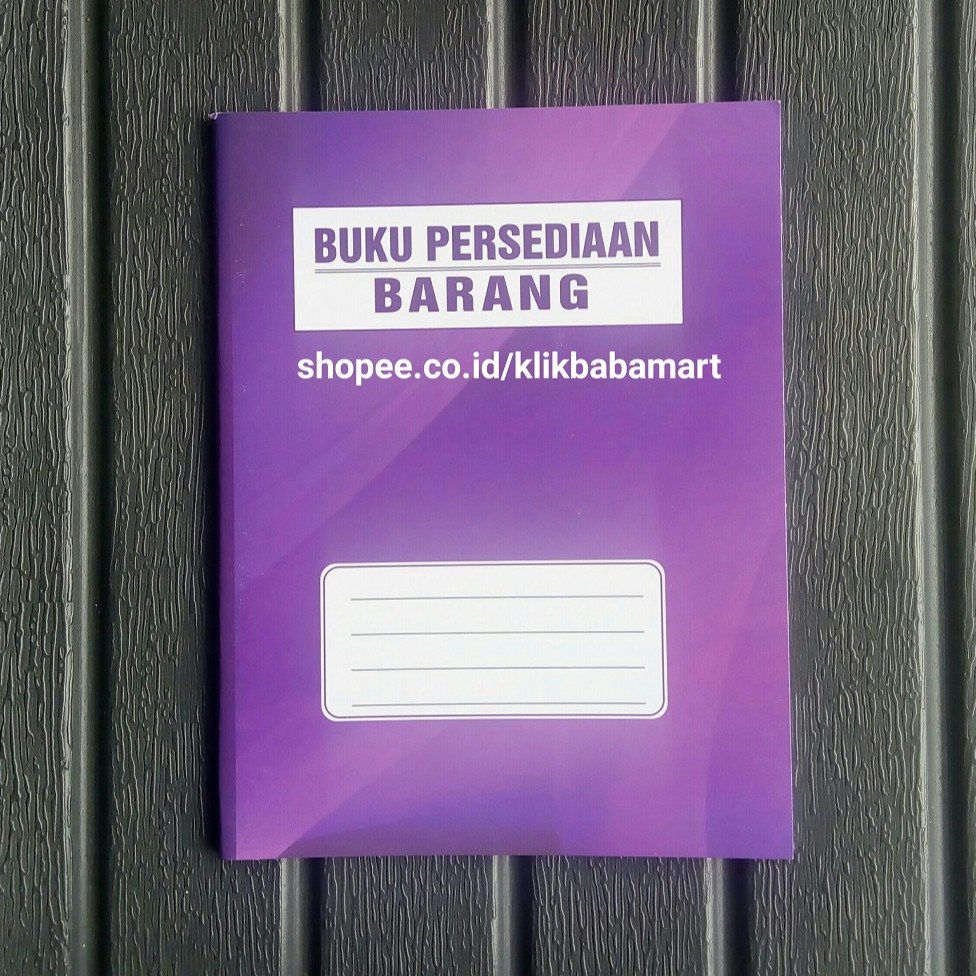 BUKU PERSEDIAAN
BARANG
shopee.co.id/klikbabamart